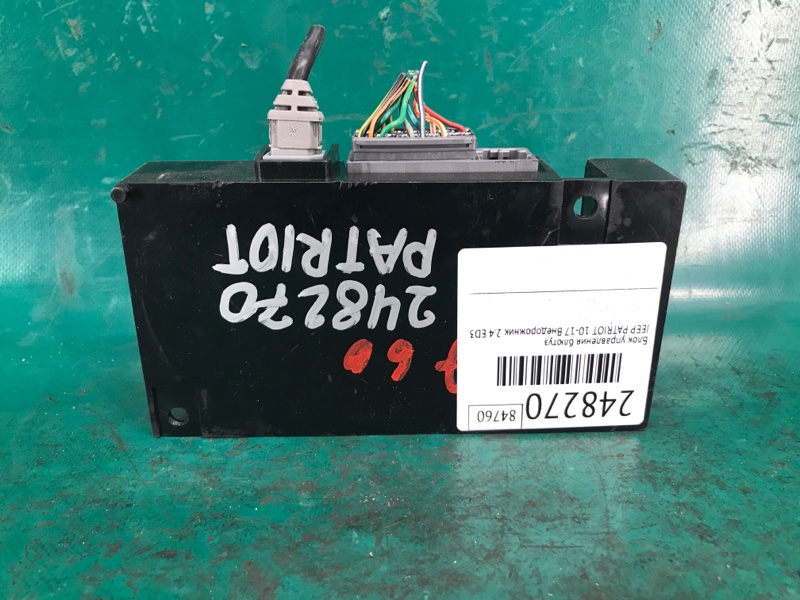 248270
PATRIOT
248270
84760
Блок управления блютуз
JEEP PATRIOT 10-17 Внедорожник 2.4 ED3